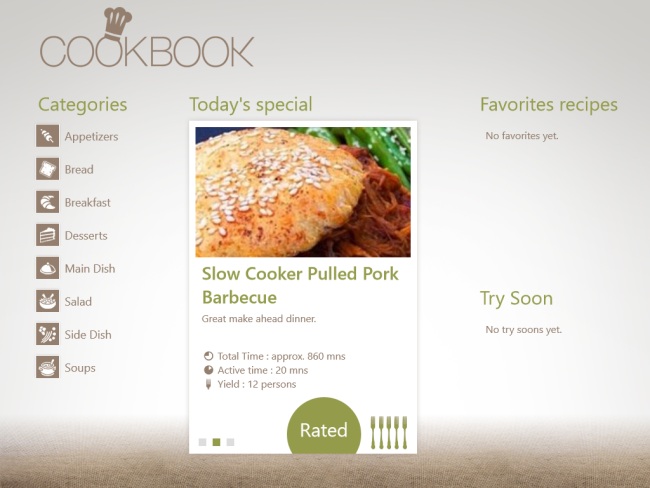 COOKBOOK
Categories
Appetizers
Bread
Breakfast
Desserts
Main Dish
Salad
Side Dish
Soups
Today's special
Slow Cooker Pulled Pork
Barbecue
Great make ahead dinner.
Total Time : approx. 860 mns
Active time : 20 mns
Yield : 12 persons
Rated
Favorites recipes
No favorites yet.
Try Soon
No try soons yet.